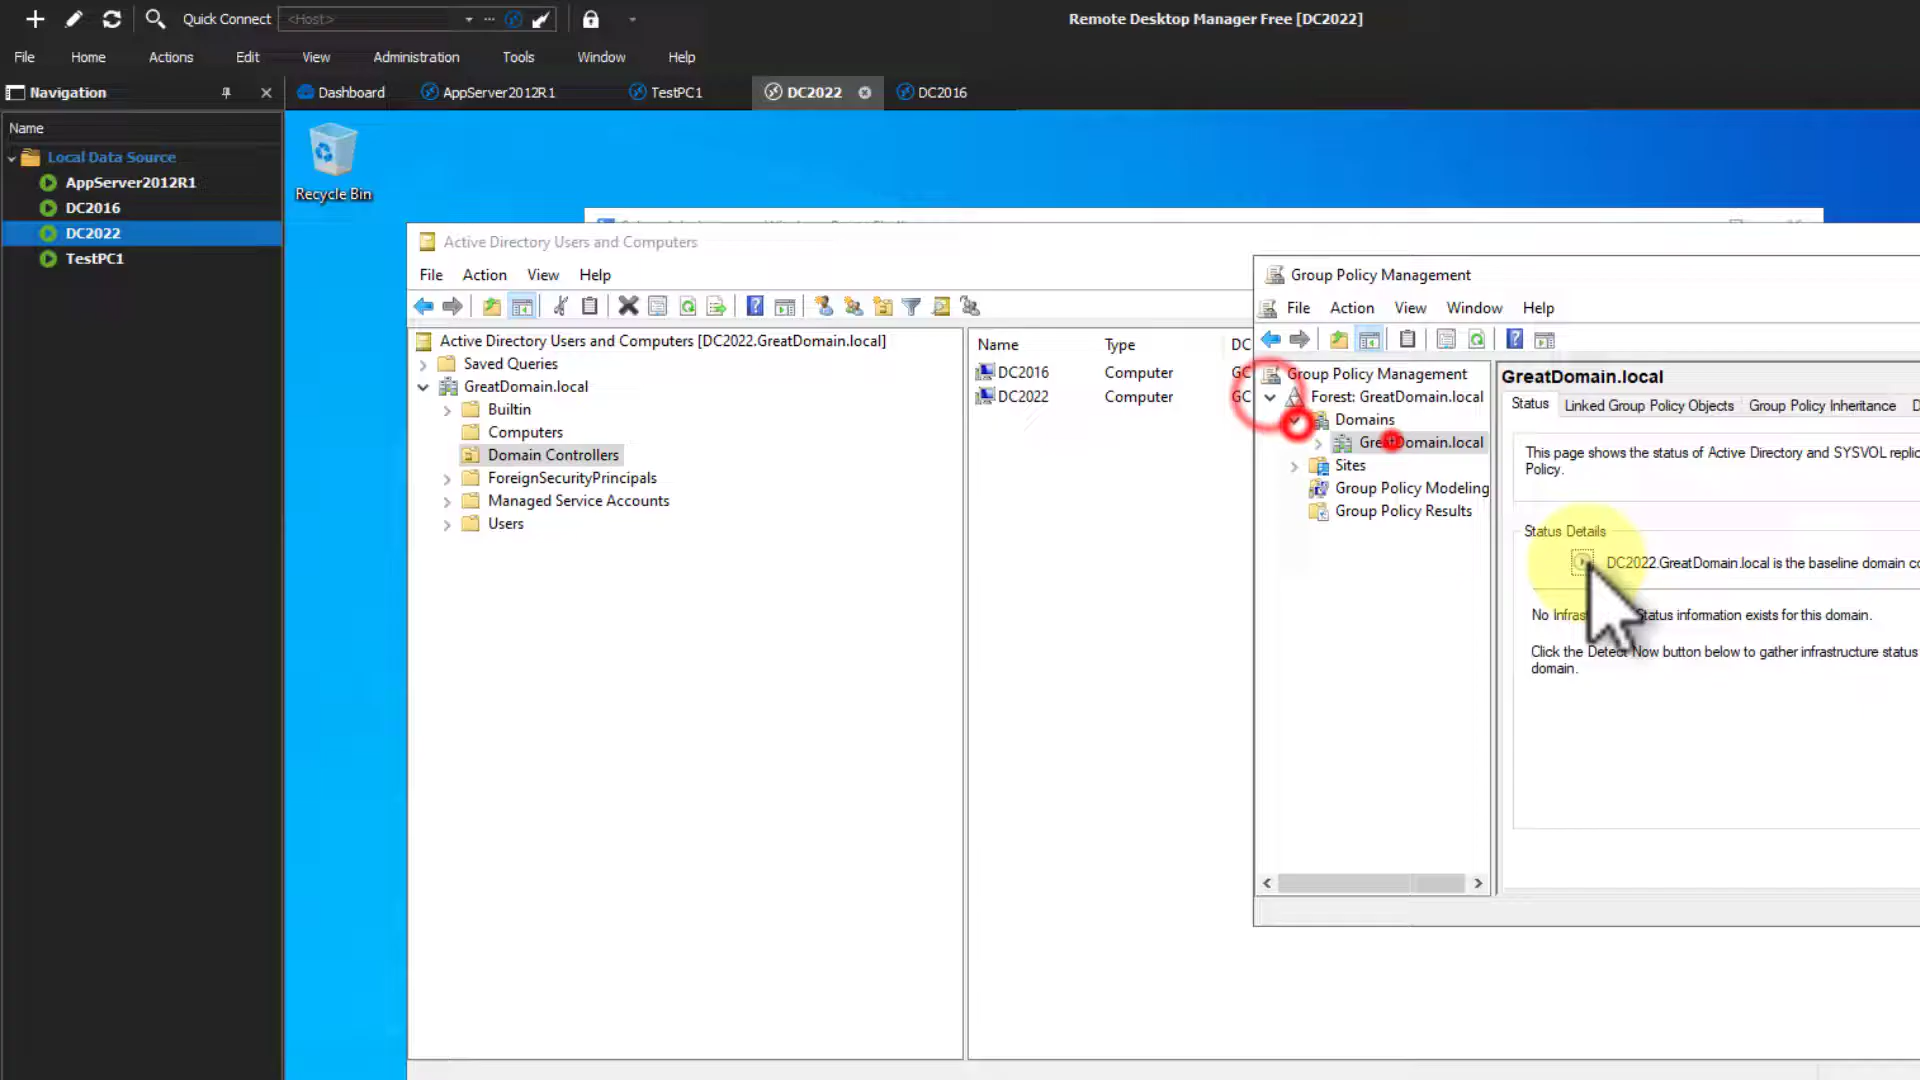 Quick Connect <Host>
Remote Desktop Manager Free [DC2022]
File Home Actions Edit View Administration Tools Window Help
Navigation
Dashboard AppServer2012R1 TestPC1 DC2022 DC2016
Name
Local Data Source
AppServer2012R1
DC2016
DC2022
TestPC1
Recycle Bin
Active Directory Users and Computers
File Action View Help
Active Directory Users and Computers [DC2022.GreatDomain.local]
Saved Queries
GreatDomain.local
Builtin
Computers
Domain Controllers
ForeignSecurityPrincipals
Managed Service Accounts
Users
Name Type DC
DC2016 Computer GC
DC2022 Computer GC
Group Policy Management
File Action View Window Help
Group Policy Management
Forest: GreatDomain.local
Domains
GreatDomain.local
Sites
Group Policy Modeling
Group Policy Results
GreatDomain.local
Status Linked Group Policy Objects Group Policy Inheritance D
This page shows the status of Active Directory and SYSVOL replic
Policy.
Status Details
DC2022.GreatDomain.local is the baseline domain co
No Infras Status information exists for this domain.
Click the Detect Now button below to gather infrastructure status
domain.